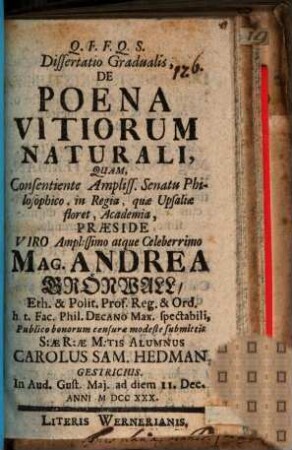 Q. F. F. Q. S.
Dissertatio Gradualis,
126.
DE
POENA
VITIORUM
NATURALI,
QUAM,
Consentiente Ampliss. Senatu Phi-
losophico, in Regia, quæ Upsaliæ
floret, Academia,
PRÆSIDE
VIRO Amplissimo atque Celeberrimo
MAG. ANDREA
GRÖNWALL,
Eth. & Polit. Prof. Reg. & Ord.
h. t. Fac. Phil. DECANO Max. spectabili,
Publico bonorum censuræ modeste submittit
S:Æ R:Æ M:TIS ALUMNUS
CAROLUS SAM. HEDMAN,
GESTRICIUS.
In Aud. Gust. Maj. ad diem 11. Dec.
ANNI M DCC XXX.
LITERIS WERNERIANIS,